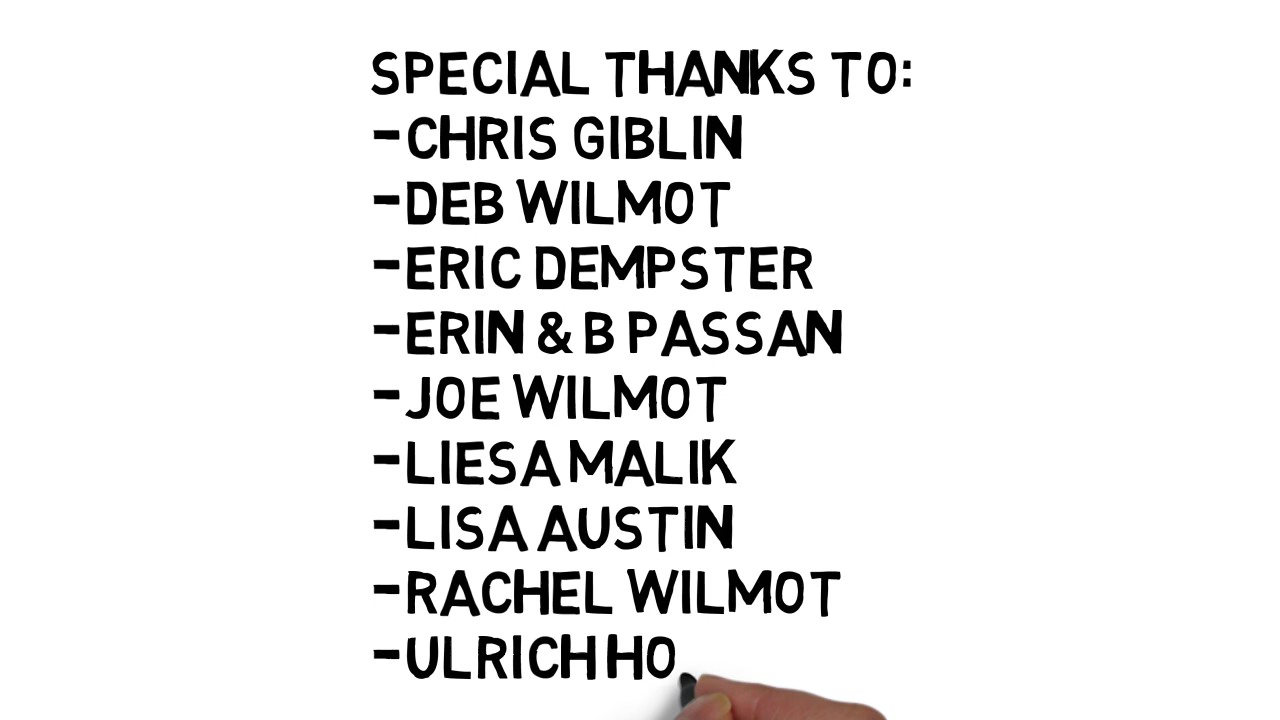 SPECIAL THANKS TO:
-CHRIS GIBLIN
-DEB WILMOT
-ERIC DEMPSTER
-ERIN & B PASSAN
-JOE WILMOT
-LIESA MALIK
-LISA AUSTIN
-RACHEL WILMOT
-ULRICH HO